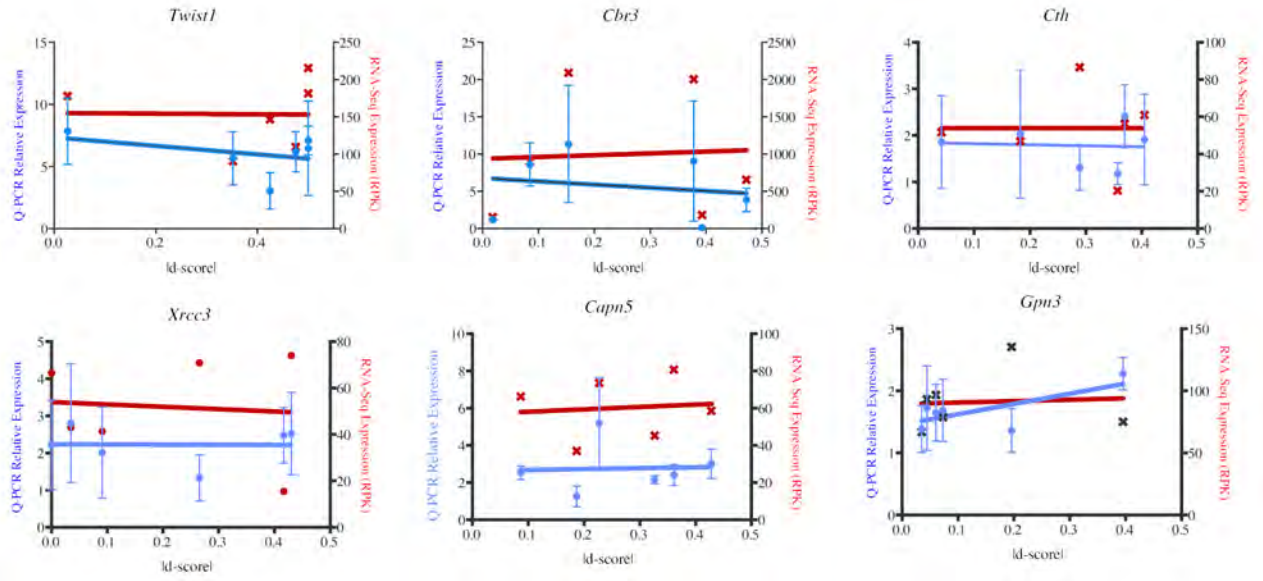 Twist1
Q-PCR Relative Expression
15
10
5
0
250
200
150
100
50
0
RNA-Seq Expression (RPK)
0.0 0.2 0.4
|d-score|
Cbr3
Q-PCR Relative Expression
25
20
15
10
5
0
2500
2000
1500
1000
500
0
RNA Seq Expression (RPK)
0.0 0.1 0.2 0.3 0.4 0.5
|d-score|
Cth
Q-PCR Relative Expression
4
3
2
1
0
100
80
60
40
20
0
RNA-Seq Expression (RPK)
0.0 0.1 0.2 0.3 0.4 0.5
|d-score|
Xrcc3
Q-PCR Relative Expression
5
4
3
2
1
0
80
60
40
20
0
RNA-Seq Expression (RPK)
0.0 0.1 0.2 0.3 0.4 0.5
|d-score|
Capn5
Q-PCR Relative Expression
10
8
6
4
2
0
100
80
60
40
20
0
RNA Seq Expression (RPK)
0.0 0.1 0.2 0.3 0.4 0.5
|d-score|
Gpn3
Q-PCR Relative Expression
3
2
1
0
150
100
50
0
RNA-Seq Expression (RPK)
0.0 0.1 0.2 0.3 0.4 0.5
|d-score|